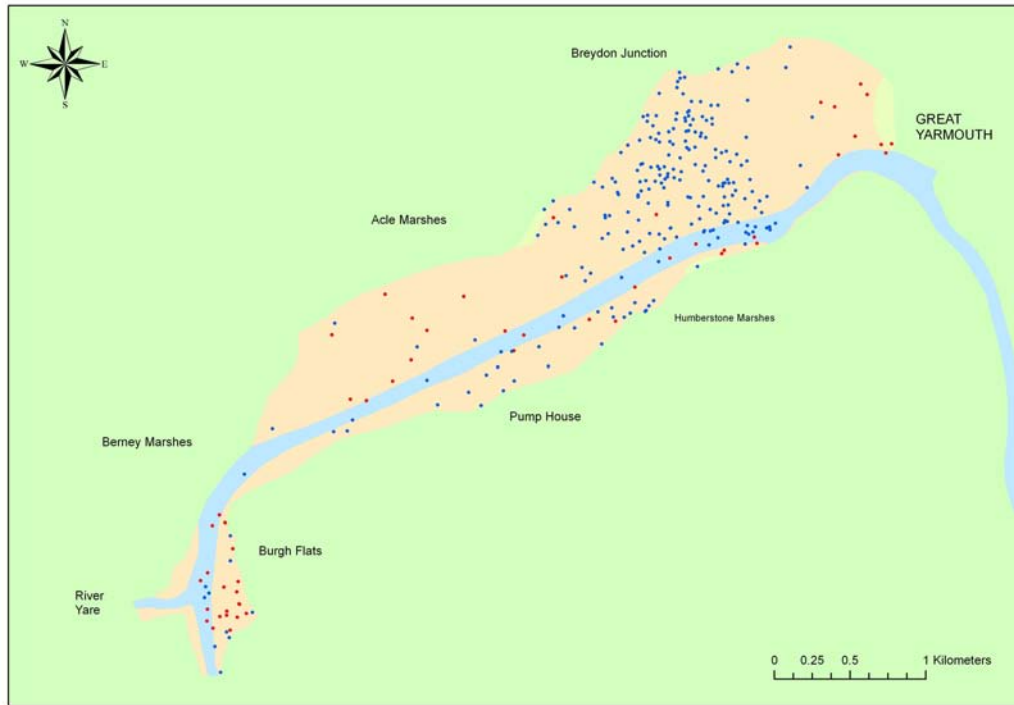 N
W E
S
Breydon Junction
GREAT
YARMOUTH
Acle Marshes
Humberstone Marshes
Pump House
Berney Marshes
Burgh Flats
River
Yare
0 0.25 0.5 1 Kilometers